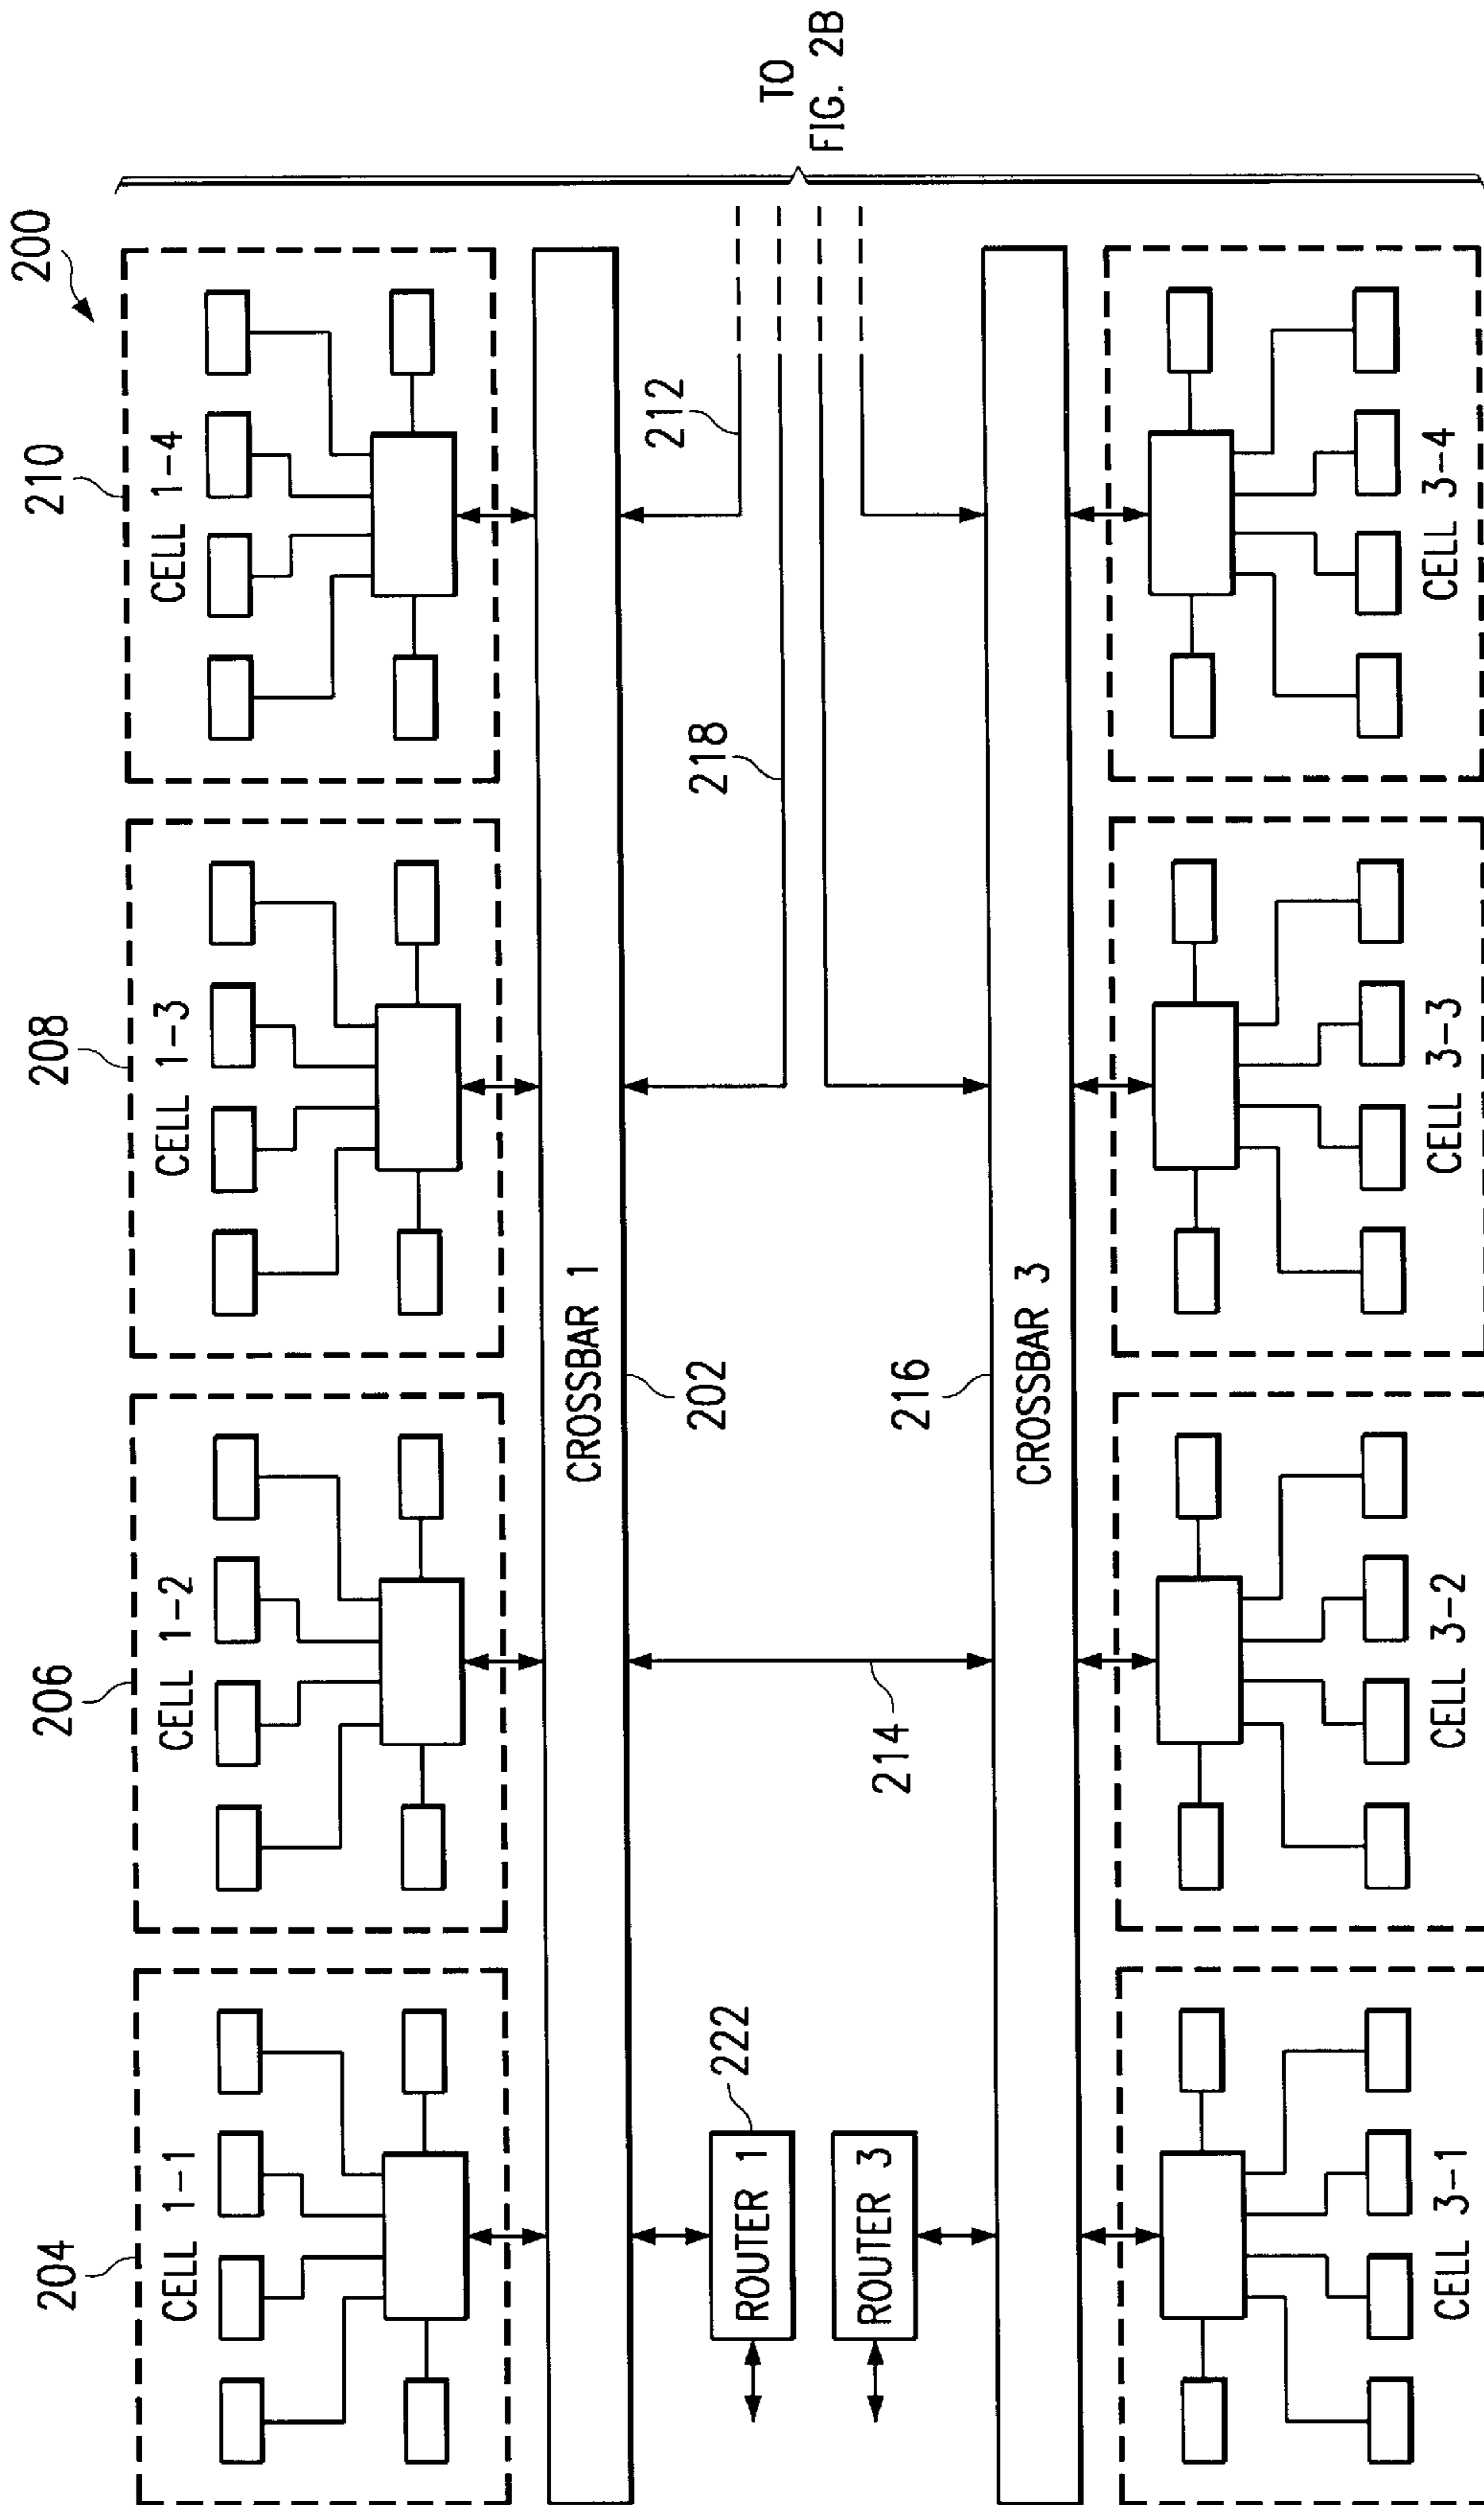 200
TO
FIG. 2B
204
206
208
210
CELL 1-1
CELL 1-2
CELL 1-3
CELL 1-4
CROSSBAR 1
202
212
218
222
ROUTER 1
ROUTER 3
214
216
CROSSBAR 3
CELL 3-1
CELL 3-2
CELL 3-3
CELL 3-4